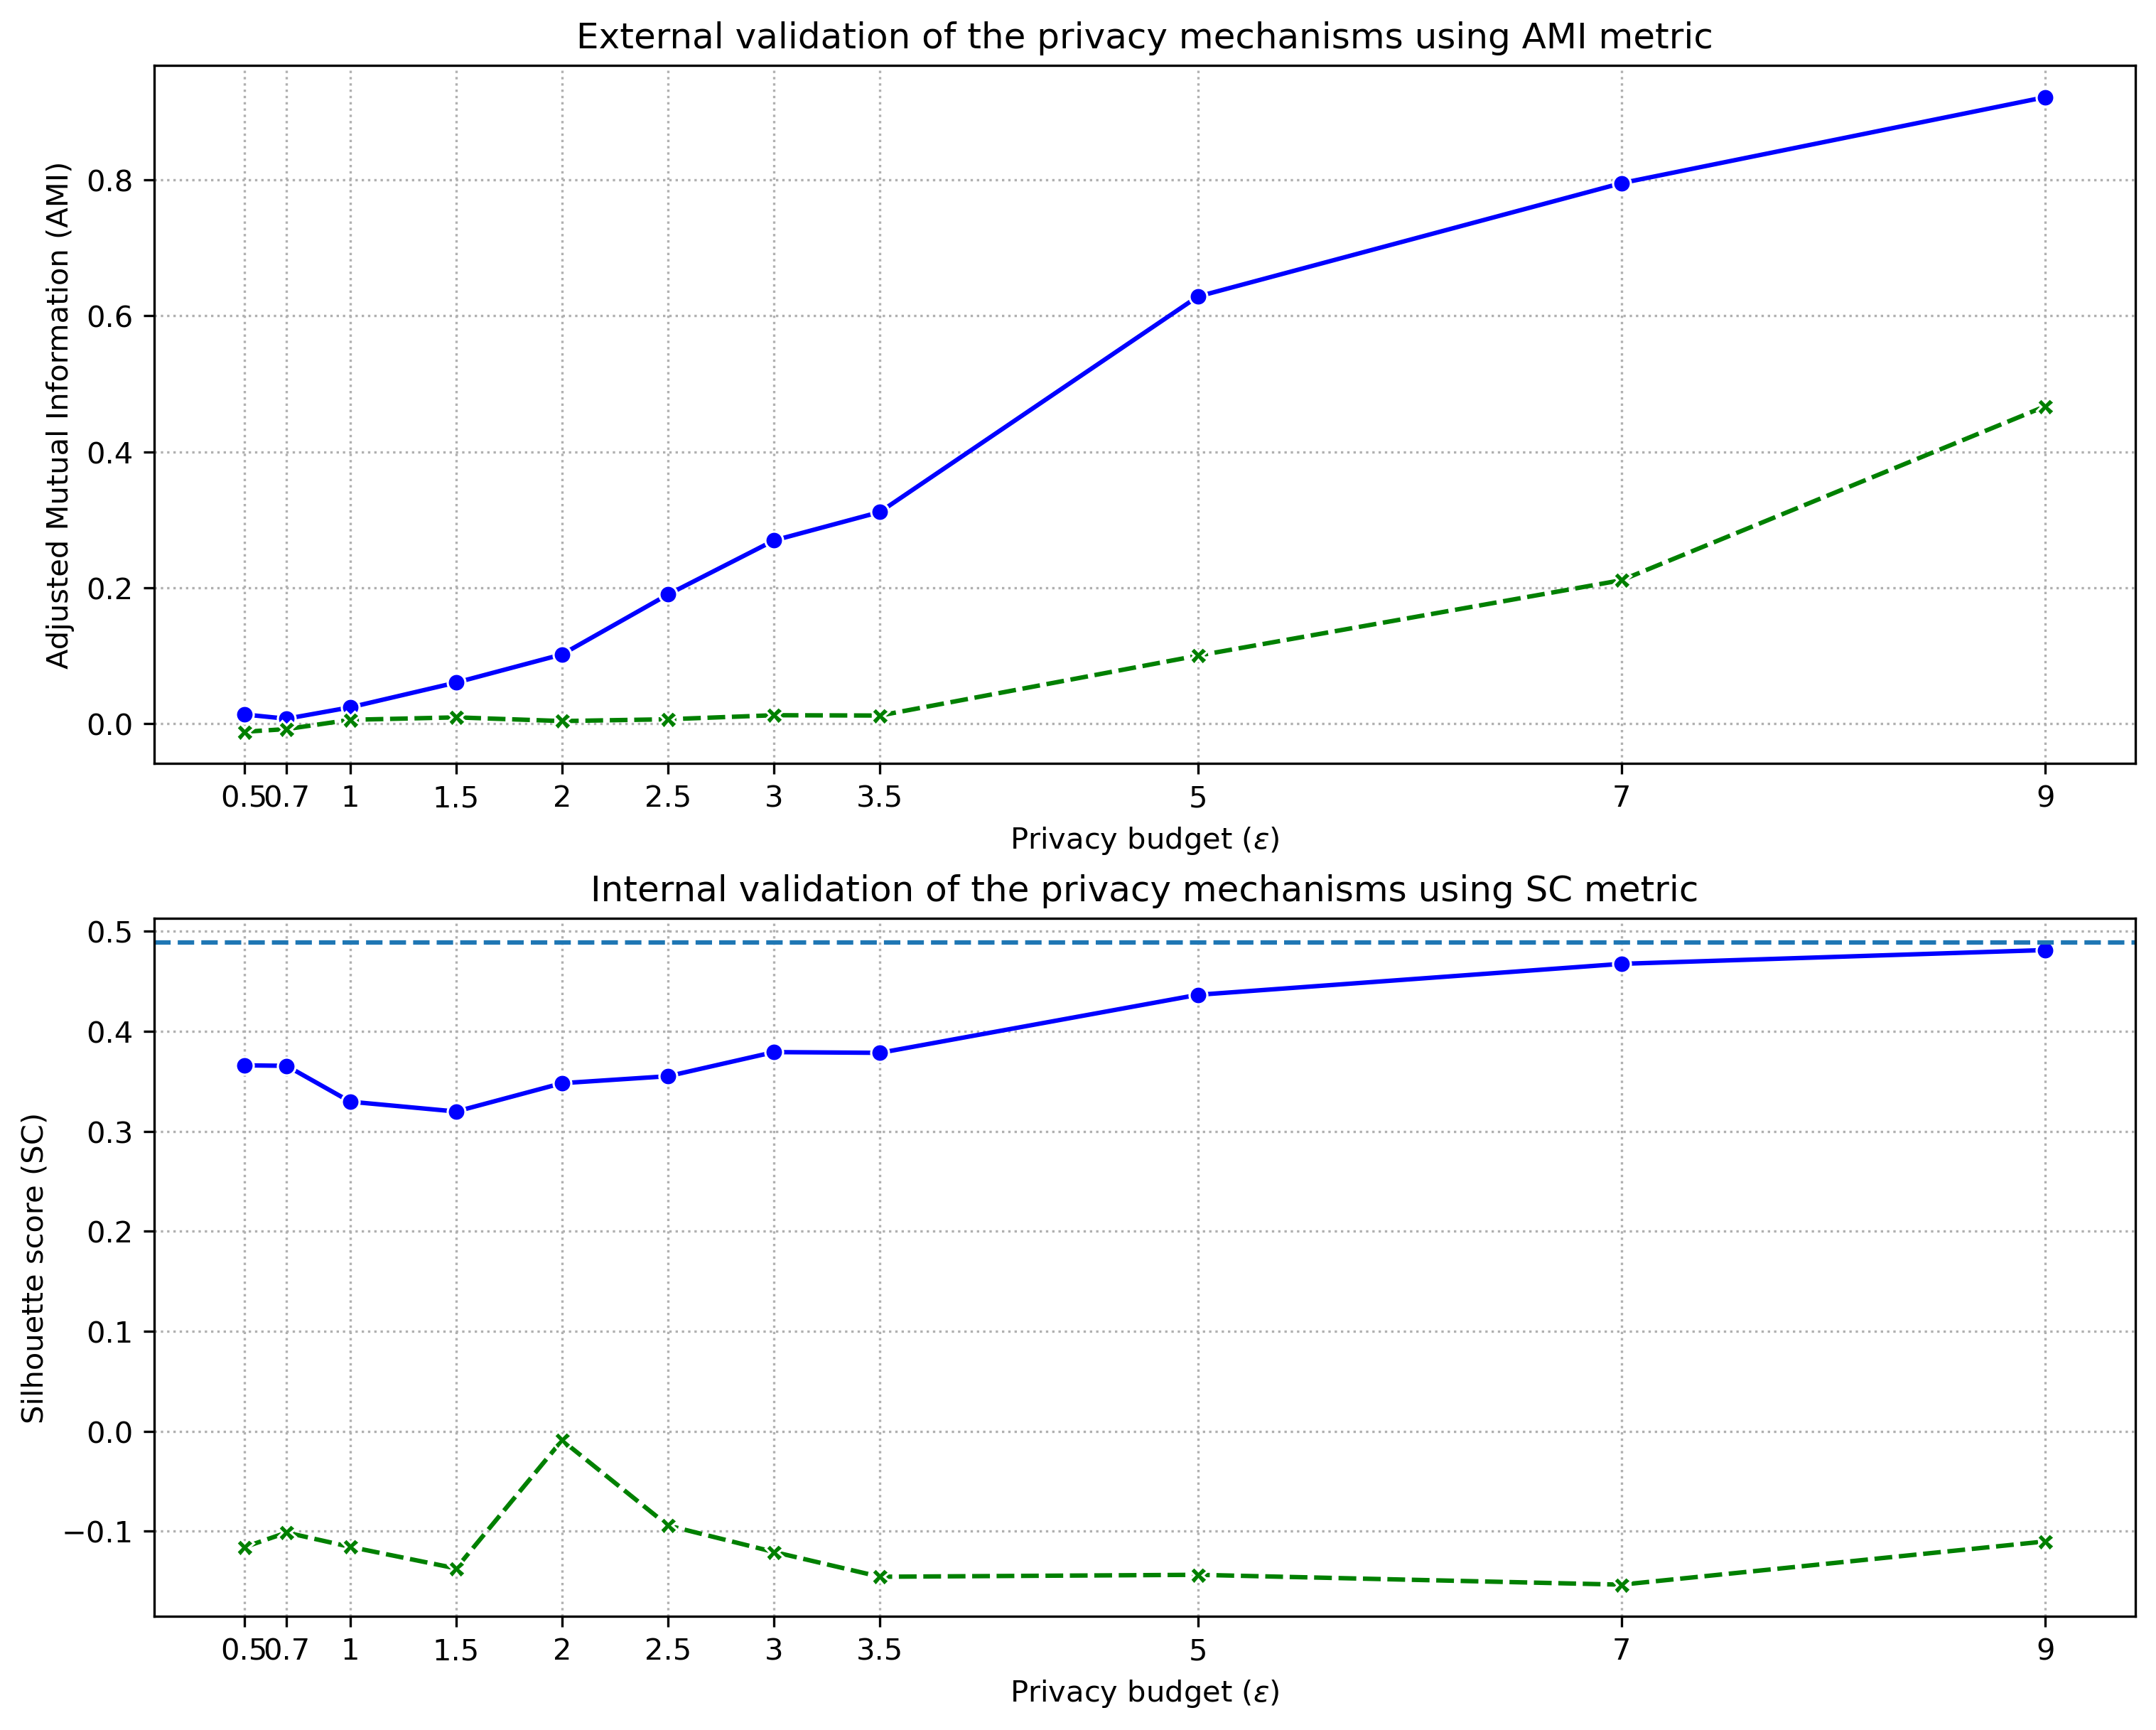 External validation of the privacy mechanisms using AMI metric
Adjusted Mutual Information (AMI)
0.8
0.6
0.4
0.2
0.0
0.5 0.7 1 1.5 2 2.5 3 3.5 5 7 9
Privacy budget (ε)
Internal validation of the privacy mechanisms using SC metric
Silhouette score (SC)
0.5
0.4
0.3
0.2
0.1
0.0
−0.1
0.5 0.7 1 1.5 2 2.5 3 3.5 5 7 9
Privacy budget (ε)